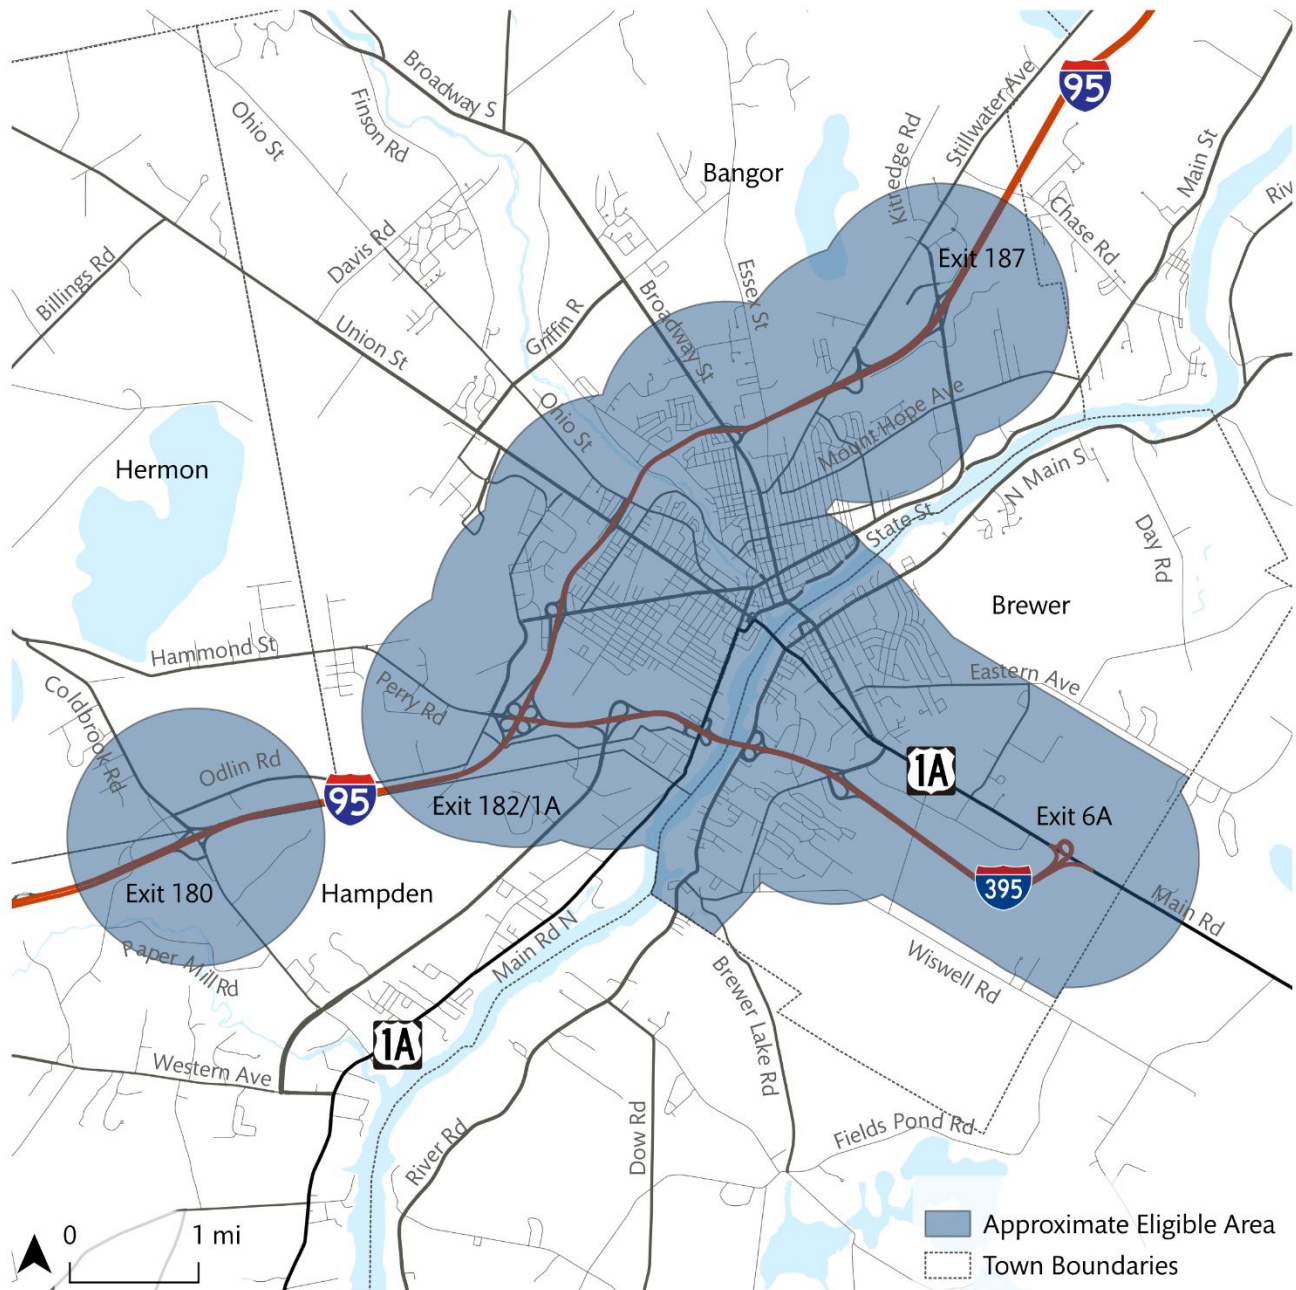 Broadway S
Ohio St
Finson Rd
Bangor
Kittredge Rd
Stillwater Ave
95
Main St
Riv
Chase Rd
Davis Rd
Billings Rd
Essex St
Exit 187
Union St
Griffin R
Broadway St
Ohio St
Mount Hope Ave
Hermon
N Main S
State St
Day Rd
Brewer
Hammond St
Eastern Ave
Coldbrook Rd
Perry Rd
Odlin Rd
95
1A
Exit 182/1A
Exit 6A
Exit 180
Hampden
395
Main Rd
Paper Mill Rd
Main Rd N
Wiswell Rd
Brewer Lake Rd
1A
Western Ave
River Rd
Dow Rd
Fields Pond Rd
0 1 mi
Approximate Eligible Area
Town Boundaries